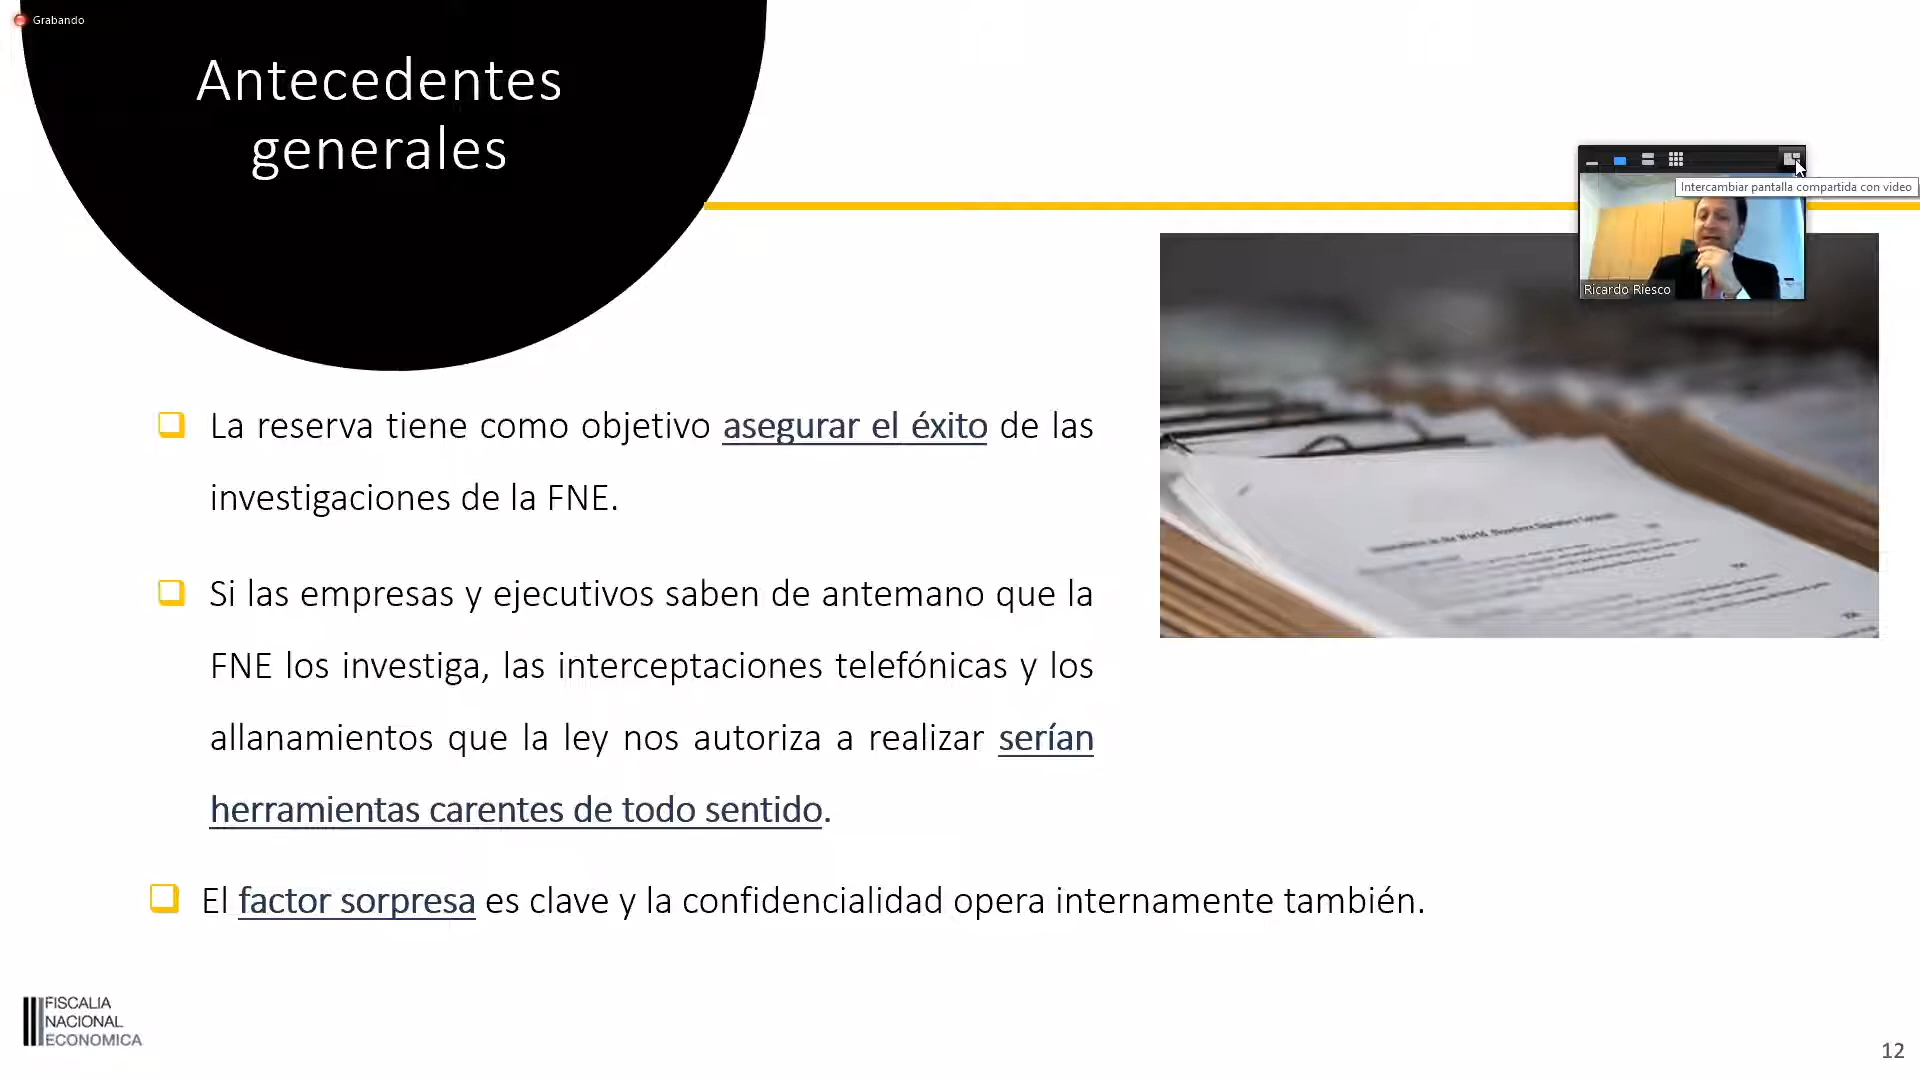 Grabando
Antecedentes
generales
Intercambiar pantalla compartida con video
Ricardo Riesco
La reserva tiene como objetivo asegurar el éxito de las
investigaciones de la FNE.
Si las empresas y ejecutivos saben de antemano que la
FNE los investiga, las interceptaciones telefónicas y los
allanamientos que la ley nos autoriza a realizar serían
herramientas carentes de todo sentido.
El factor sorpresa es clave y la confidencialidad opera internamente también.
FISCALIA
NACIONAL
ECONOMICA
12